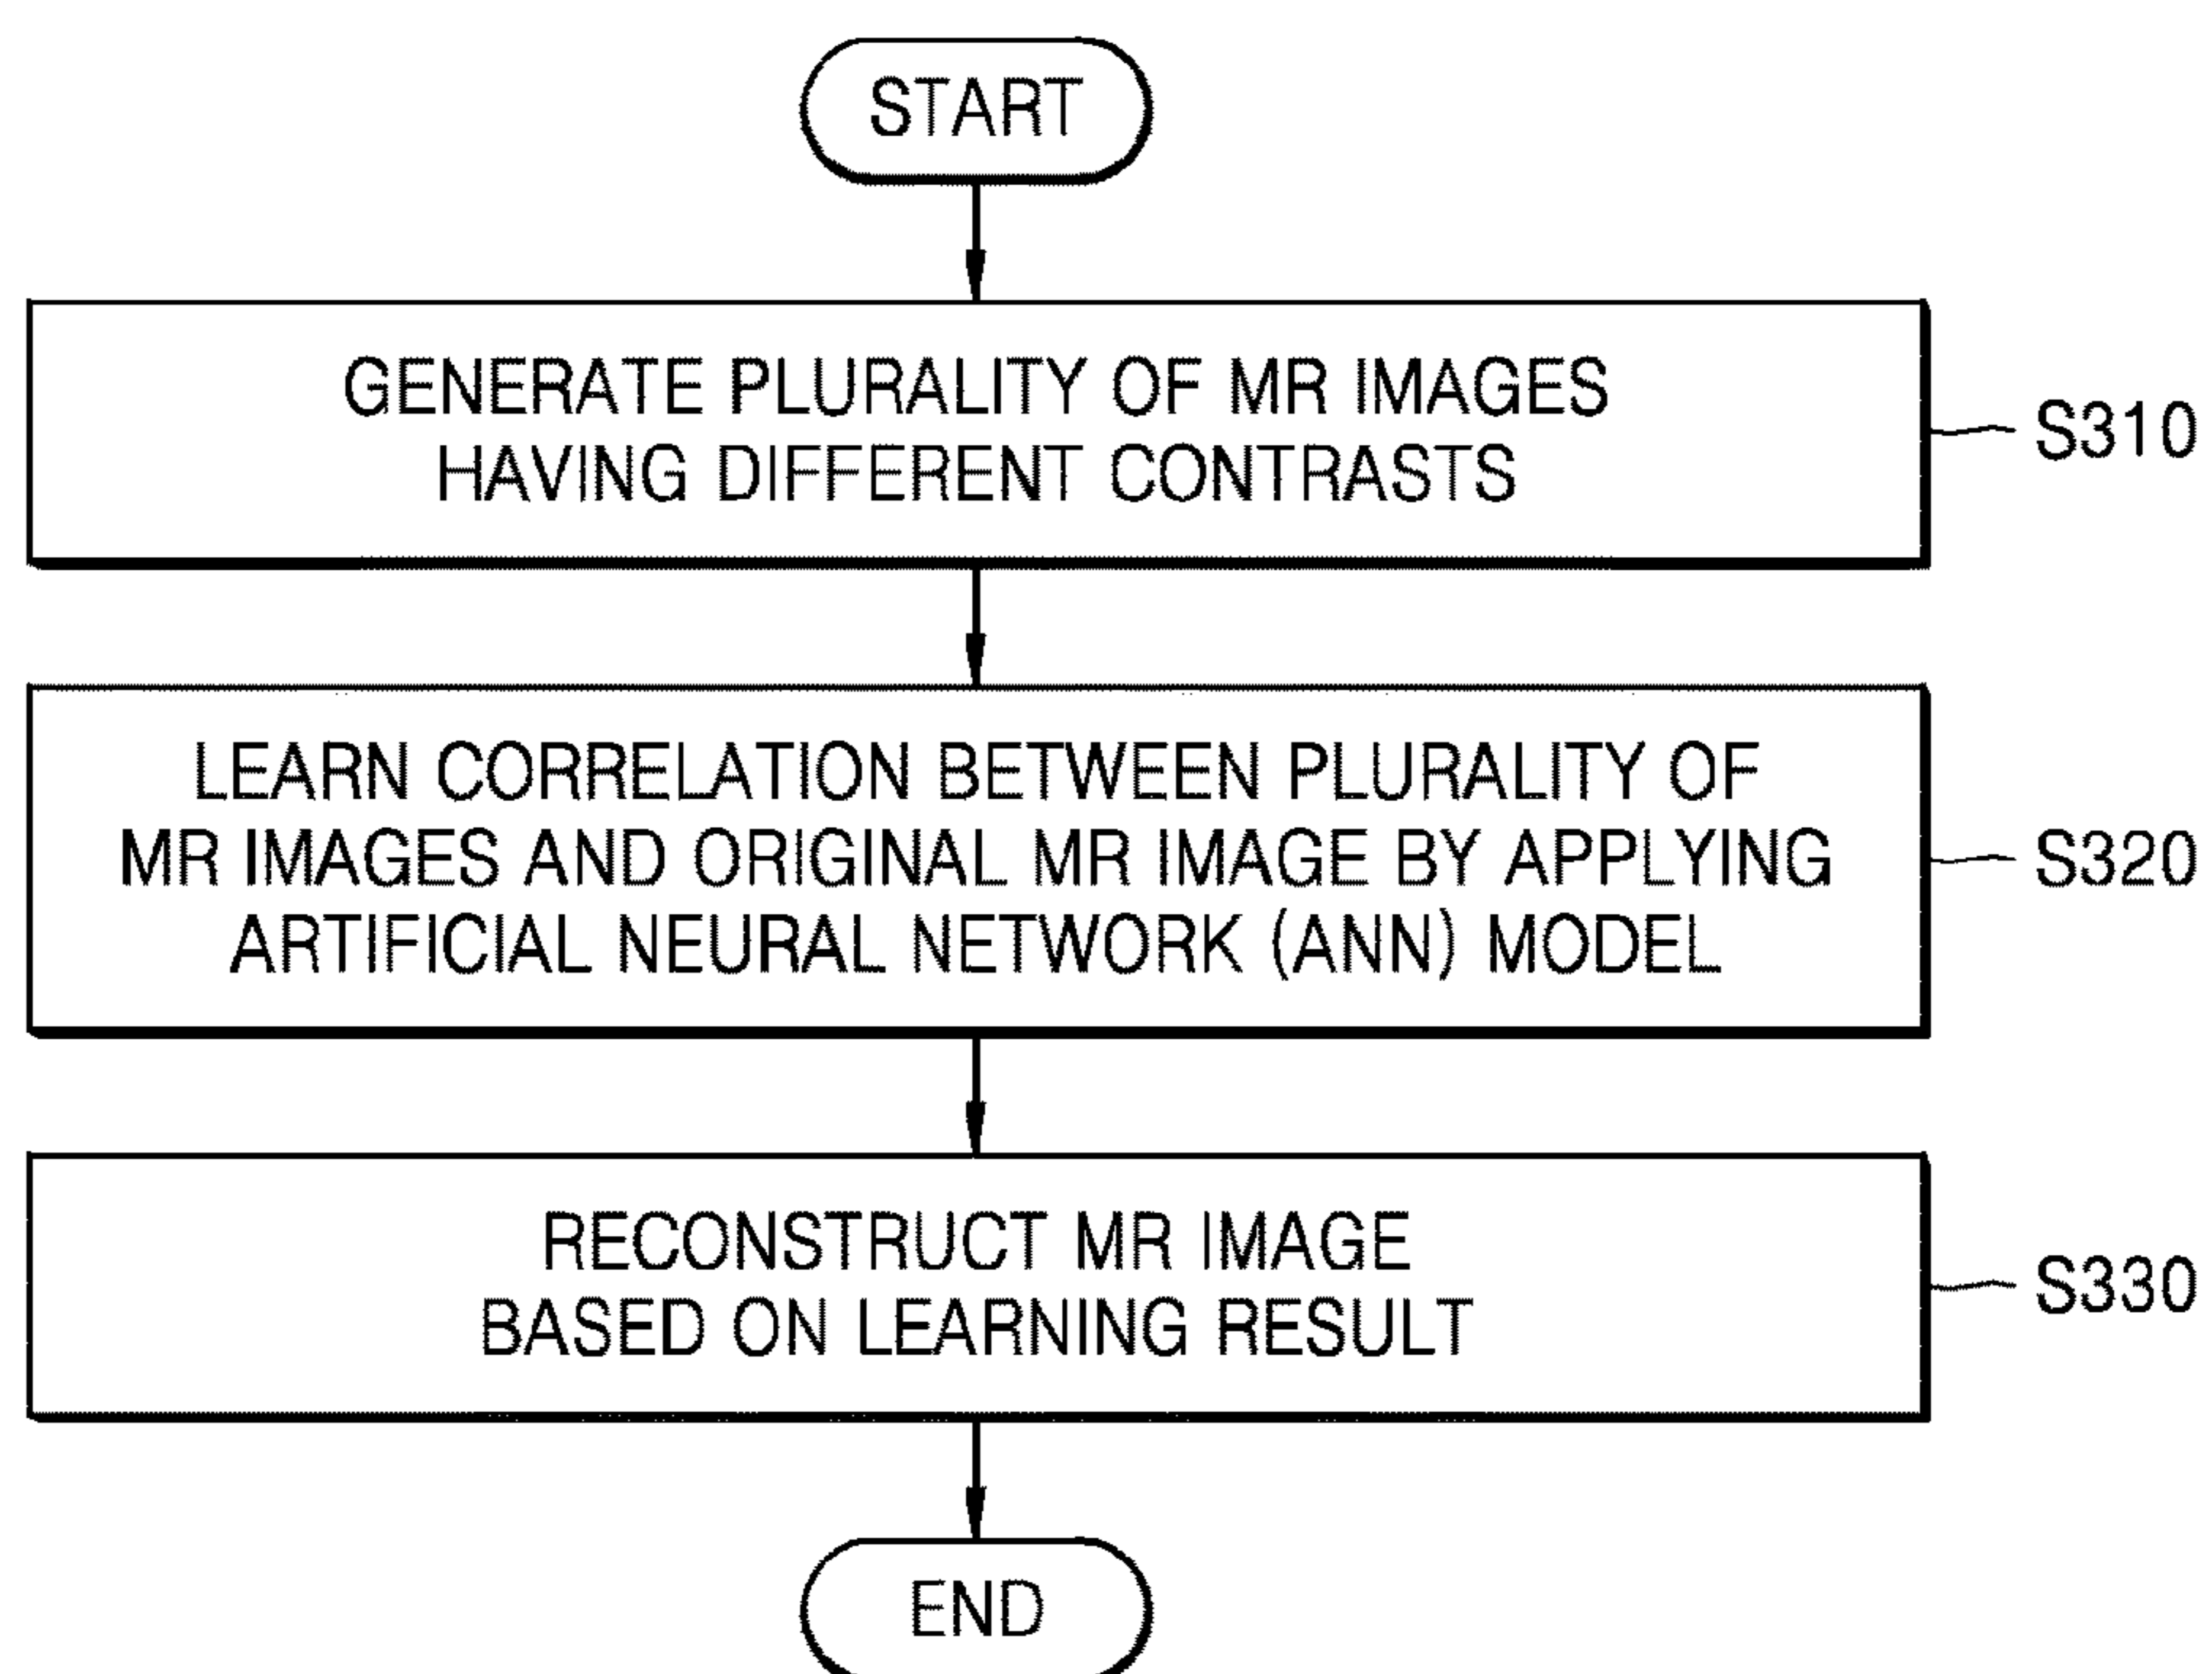 START
GENERATE PLURALITY OF MR IMAGES
HAVING DIFFERENT CONTRASTS
S310
LEARN CORRELATION BETWEEN PLURALITY OF
MR IMAGES AND ORIGINAL MR IMAGE BY APPLYING
ARTIFICIAL NEURAL NETWORK (ANN) MODEL
S320
RECONSTRUCT MR IMAGE
BASED ON LEARNING RESULT
S330
END